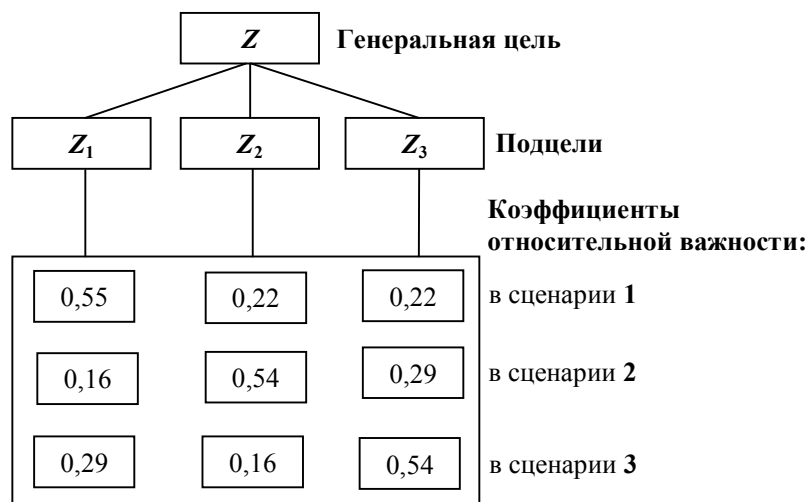 Z Генеральная цель
Z1 Z2 Z3 Подцели
Коэффициенты
относительной важности:
0,55 0,22 0,22 в сценарии 1
0,16 0,54 0,29 в сценарии 2
0,29 0,16 0,54 в сценарии 3